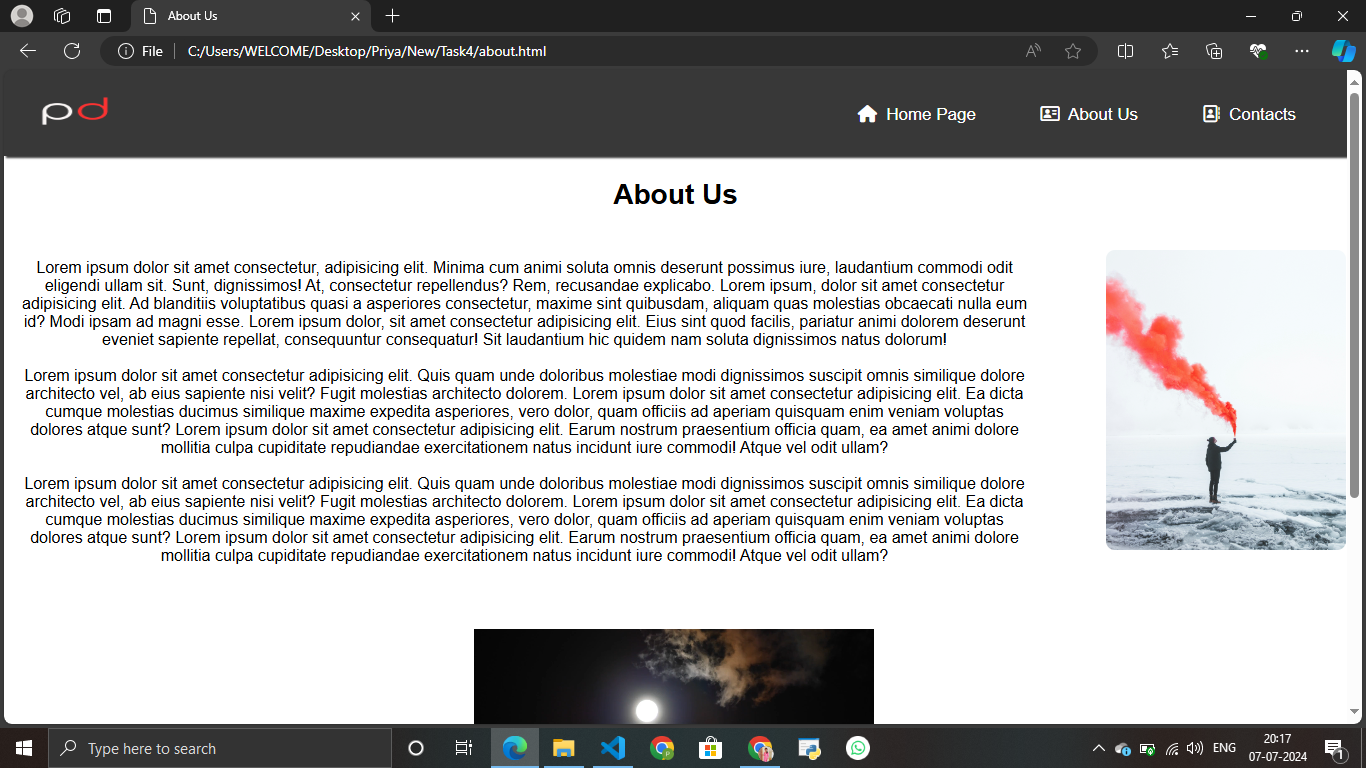 About Us
File
C:/Users/WELCOME/Desktop/Priya/New/Task4/about.html
pd
Home Page
About Us
Contacts
About Us
Lorem ipsum dolor sit amet consectetur, adipisicing elit. Minima cum animi soluta omnis deserunt possimus iure, laudantium commodi odit
eligendi ullam sit. Sunt, dignissimos! At, consectetur repellendus? Rem, recusandae explicabo. Lorem ipsum, dolor sit amet consectetur
adipisicing elit. Ad blanditiis voluptatibus quasi a asperiores consectetur, maxime sint quibusdam, aliquam quas molestias obcaecati nulla eum
id? Modi ipsam ad magni esse. Lorem ipsum dolor, sit amet consectetur adipisicing elit. Eius sint quod facilis, pariatur animi dolorem deserunt
eveniet sapiente repellat, consequuntur consequatur! Sit laudantium hic quidem nam soluta dignissimos natus dolorum!
Lorem ipsum dolor sit amet consectetur adipisicing elit. Quis quam unde doloribus molestiae modi dignissimos suscipit omnis similique dolore
architecto vel, ab eius sapiente nisi velit? Fugit molestias architecto dolorem. Lorem ipsum dolor sit amet consectetur adipisicing elit. Ea dicta
cumque molestias ducimus similique maxime expedita asperiores, vero dolor, quam officiis ad aperiam quisquam enim veniam voluptas
dolores atque sunt? Lorem ipsum dolor sit amet consectetur adipisicing elit. Earum nostrum praesentium officia quam, ea amet animi dolore
mollitia culpa cupiditate repudiandae exercitationem natus incidunt iure commodi! Atque vel odit ullam?
Lorem ipsum dolor sit amet consectetur adipisicing elit. Quis quam unde doloribus molestiae modi dignissimos suscipit omnis similique dolore
architecto vel, ab eius sapiente nisi velit? Fugit molestias architecto dolorem. Lorem ipsum dolor sit amet consectetur adipisicing elit. Ea dicta
cumque molestias ducimus similique maxime expedita asperiores, vero dolor, quam officiis ad aperiam quisquam enim veniam voluptas
dolores atque sunt? Lorem ipsum dolor sit amet consectetur adipisicing elit. Earum nostrum praesentium officia quam, ea amet animi dolore
mollitia culpa cupiditate repudiandae exercitationem natus incidunt iure commodi! Atque vel odit ullam?
Type here to search
ENG
20:17
07-07-2024
1